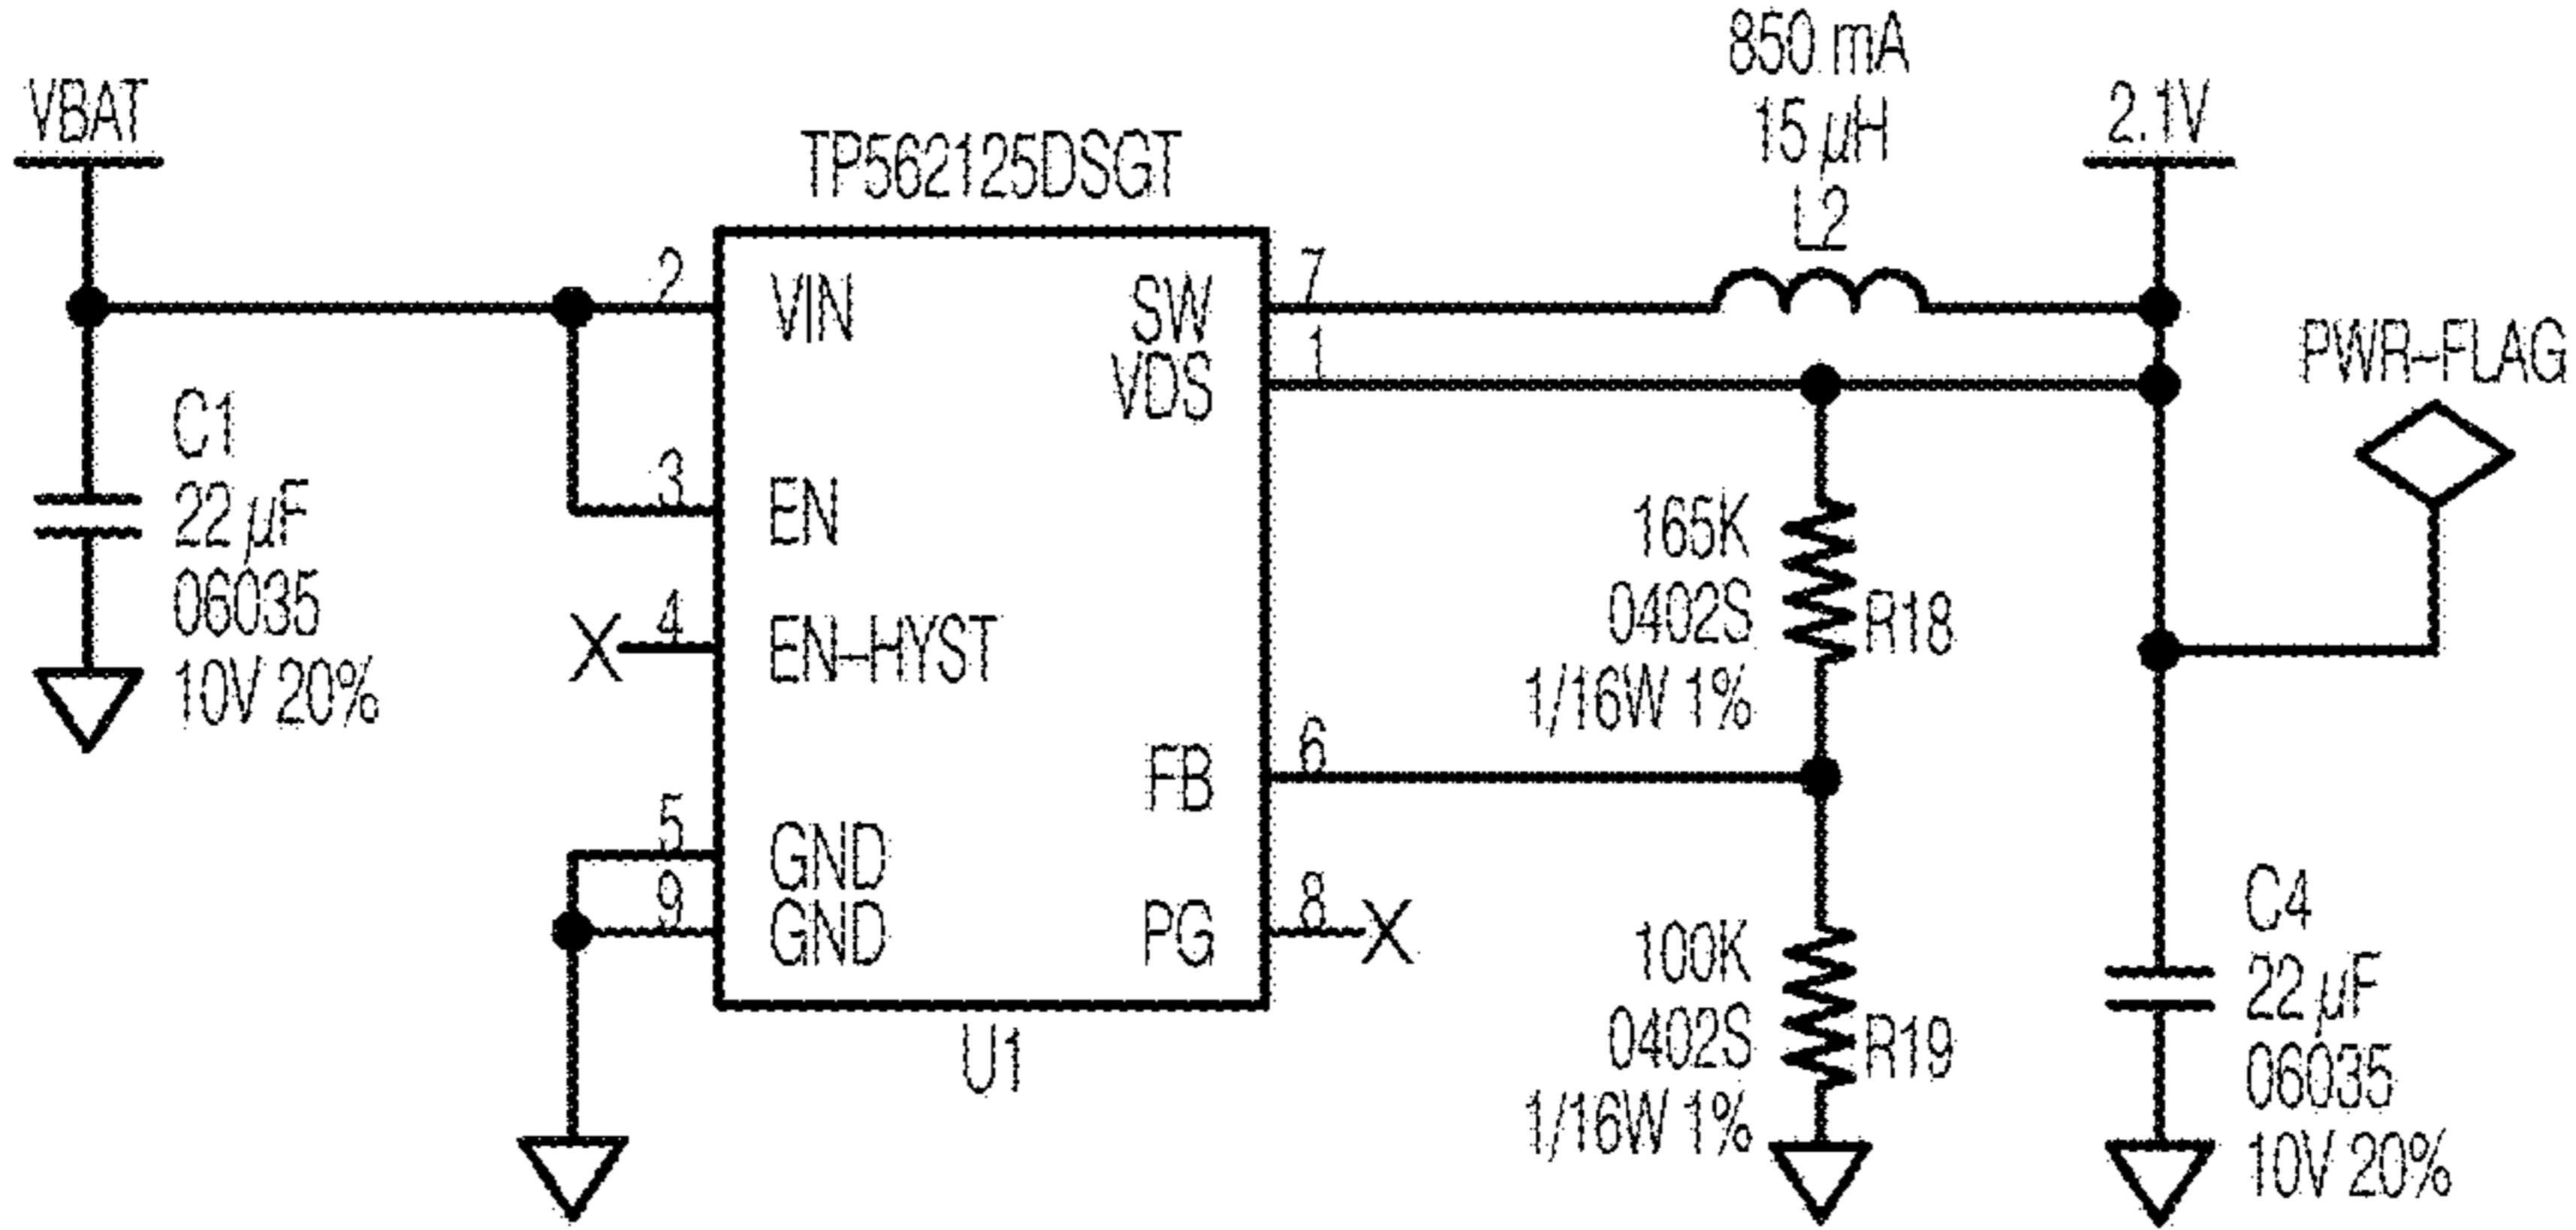 VBAT
C1
22 µF
06035
10V 20%
TP562125DSGT
2
VIN
3
EN
4
X
EN-HYST
5
GND
9
GND
U1
SW
7
VDS
1
FB
6
PG
8
X
850 mA
15 µH
L2
165K
0402S
1/16W 1%
R18
100K
0402S
1/16W 1%
R19
2.1V
PWR-FLAG
C4
22 µF
06035
10V 20%